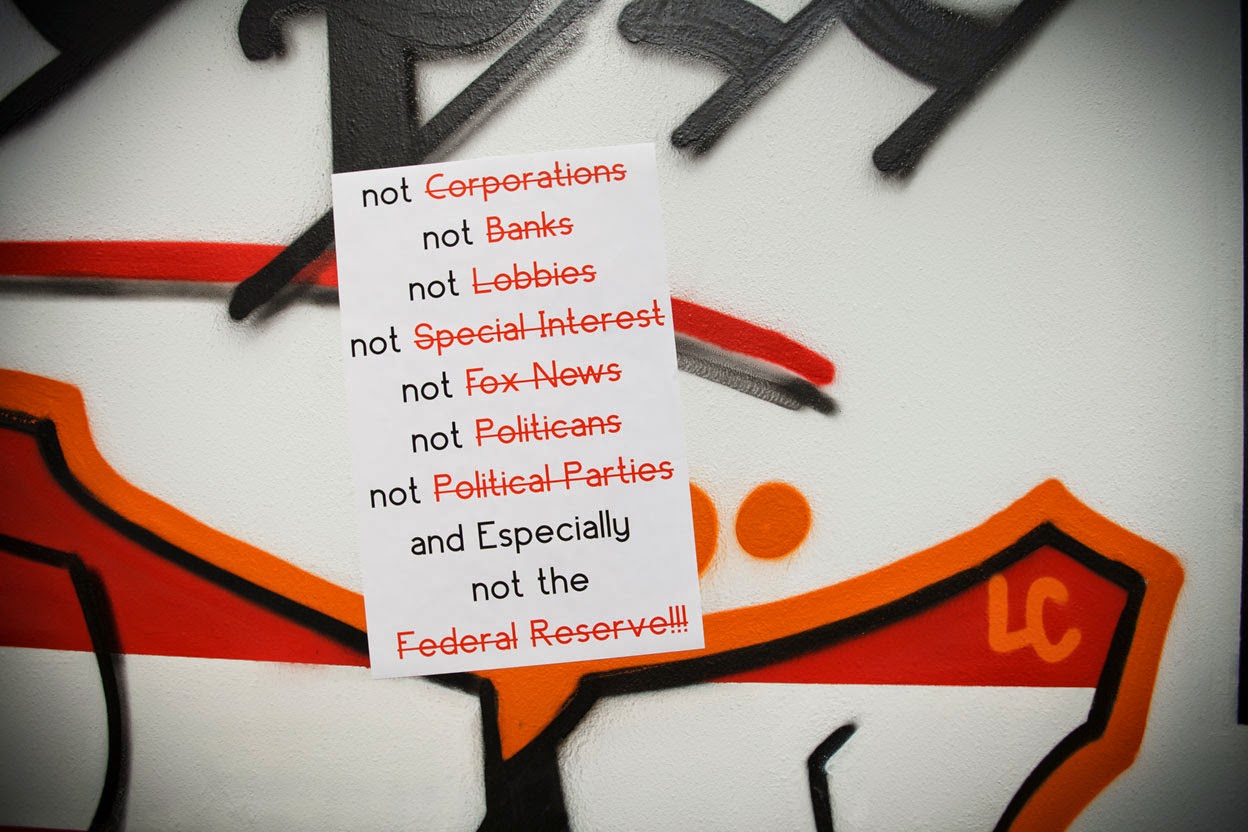 not Corporations
not Banks
not Lobbies
not Special Interest
not Fox News
not Politicans
not Political Parties
and Especially
not the
Federal Reserve!!!
LC